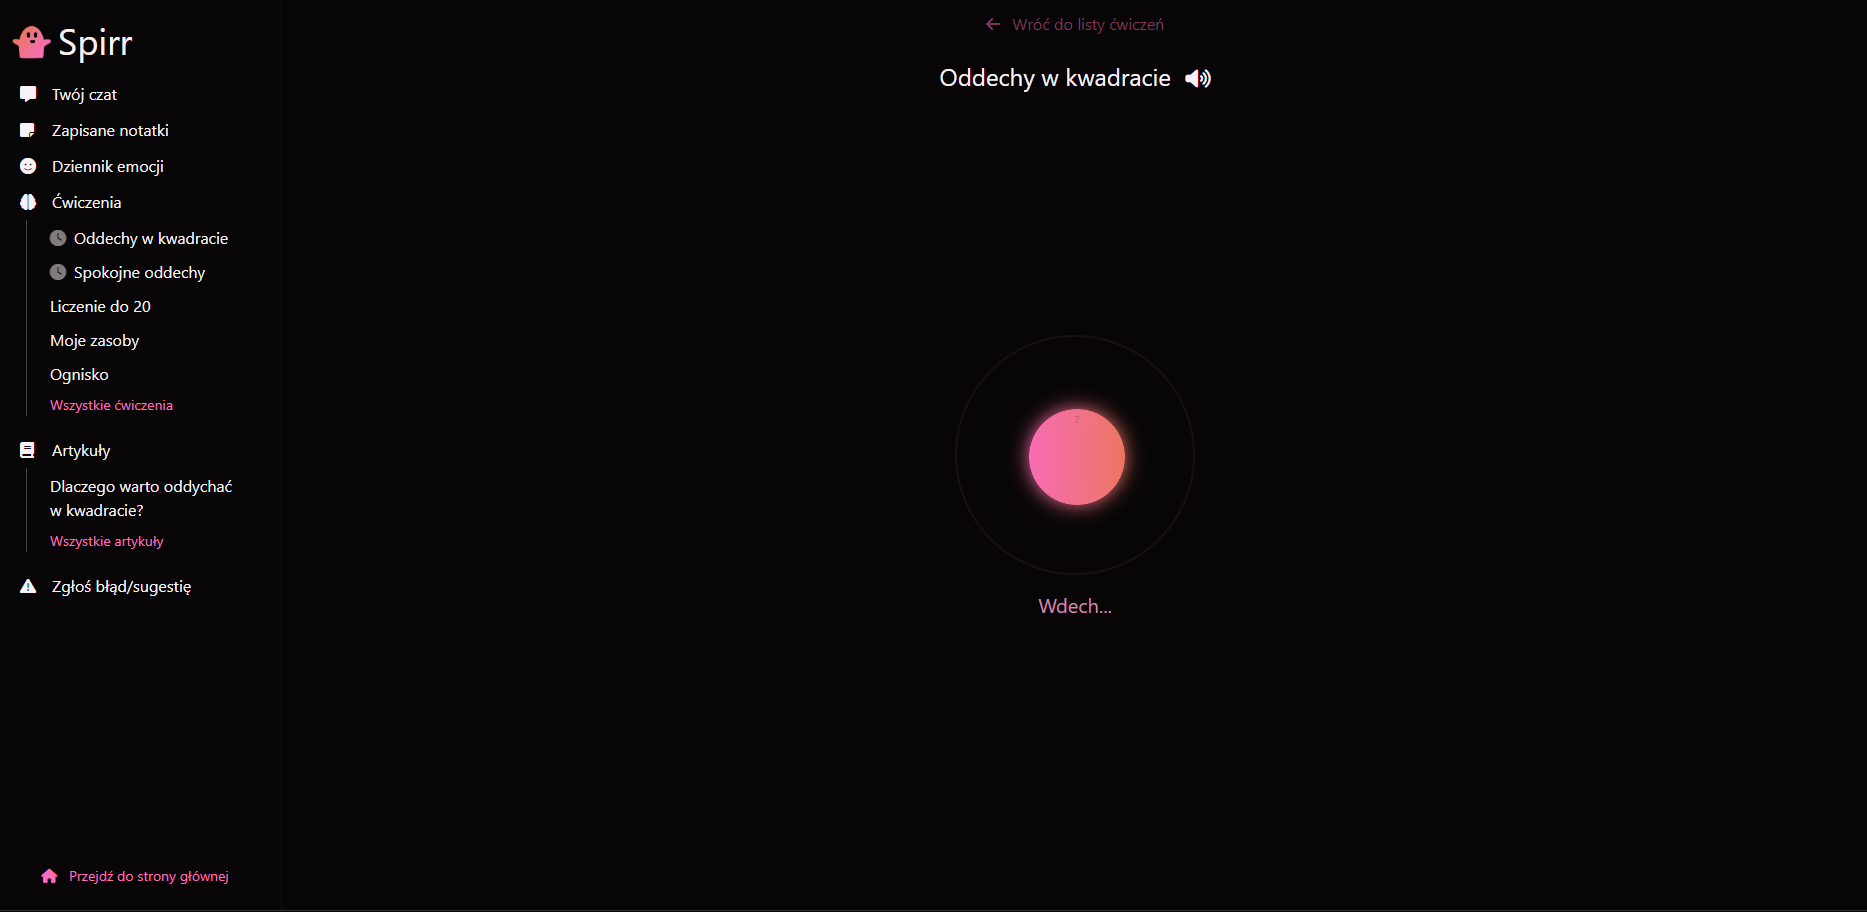 Spirr
Twój czat
Zapisane notatki
Dziennik emocji
Ćwiczenia
Oddechy w kwadracie
Spokojne oddechy
Liczenie do 20
Moje zasoby
Ognisko
Wszystkie ćwiczenia
Artykuły
Dlaczego warto oddychać
w kwadracie?
Wszystkie artykuły
Zgłoś błąd/sugestię
Przejdź do strony głównej
Wróć do listy ćwiczeń
Oddechy w kwadracie
2
Wdech...